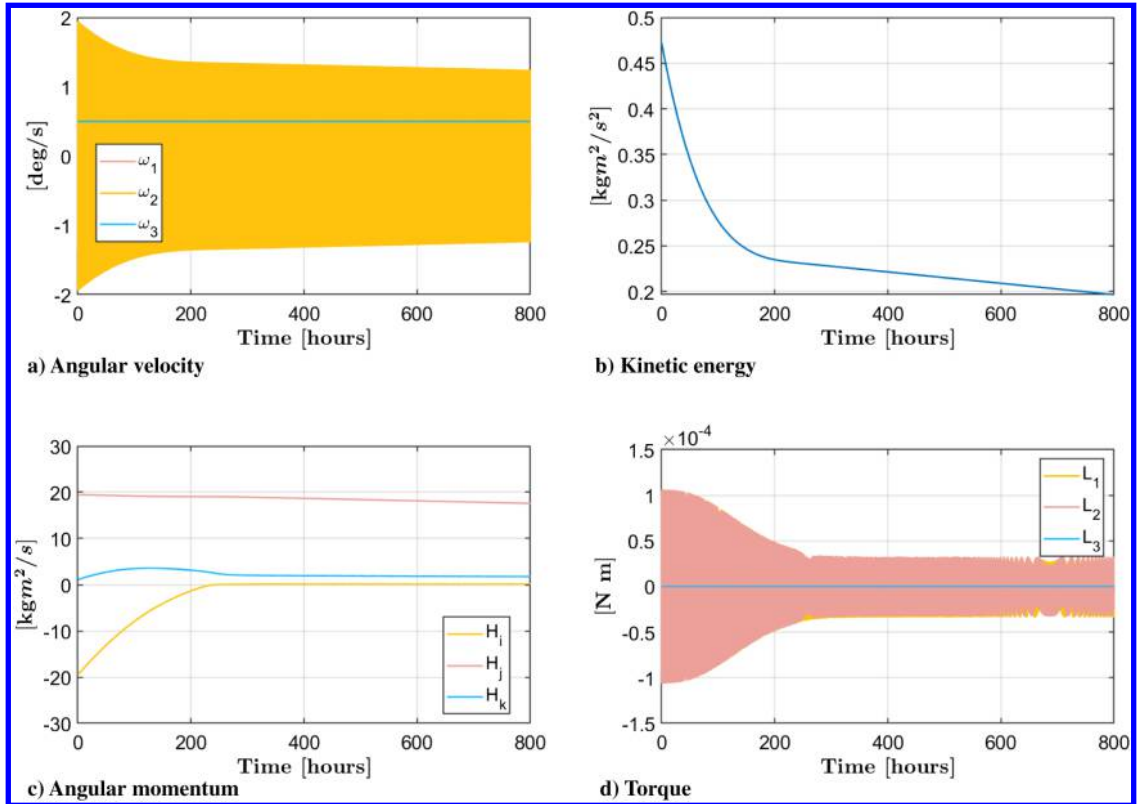 2
1
0
-1
-2
[deg/s]
ω1
ω2
ω3
0 200 400 600 800
Time [hours]
a) Angular velocity
0.5
0.45
0.4
0.35
0.3
0.25
0.2
[kgm²/s²]
0 200 400 600 800
Time [hours]
b) Kinetic energy
30
20
10
0
-10
-20
-30
[kgm²/s]
Hi
Hj
Hk
0 200 400 600 800
Time [hours]
c) Angular momentum
×10⁻⁴
1.5
1
0.5
0
-0.5
-1
-1.5
[N m]
L1
L2
L3
0 200 400 600 800
Time [hours]
d) Torque